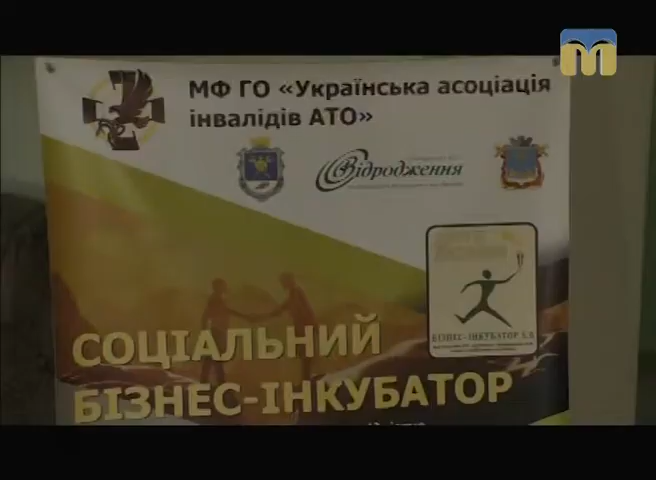 МФ ГО «Українська асоціація
інвалідів АТО»
Відродження
БІЗНЕС-ІНКУБАТОР
СОЦІАЛЬНИЙ
БІЗНЕС-ІНКУБАТОР